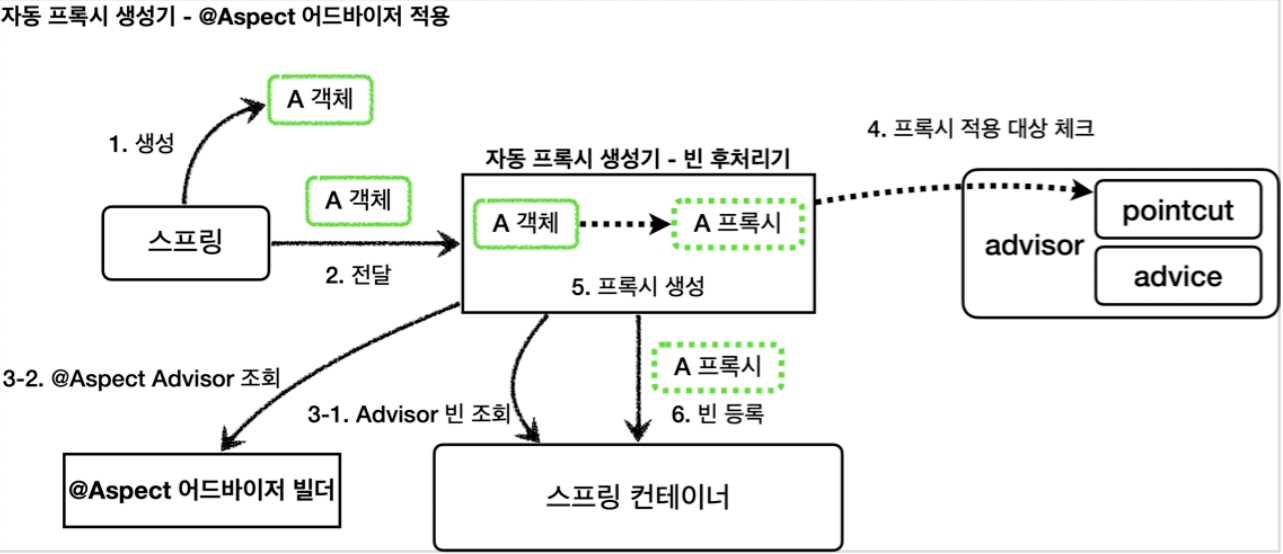 자동 프록시 생성기 - @Aspect 어드바이저 적용
A 객체
1. 생성
4. 프록시 적용 대상 체크
자동 프록시 생성기 - 빈 후처리기
A 객체
A 객체
A 프록시
pointcut
스프링
advisor
2. 전달
5. 프록시 생성
advice
A 프록시
3-2. @Aspect Advisor 조회
3-1. Advisor 빈 조회
6. 빈 등록
@Aspect 어드바이저 빌더
스프링 컨테이너